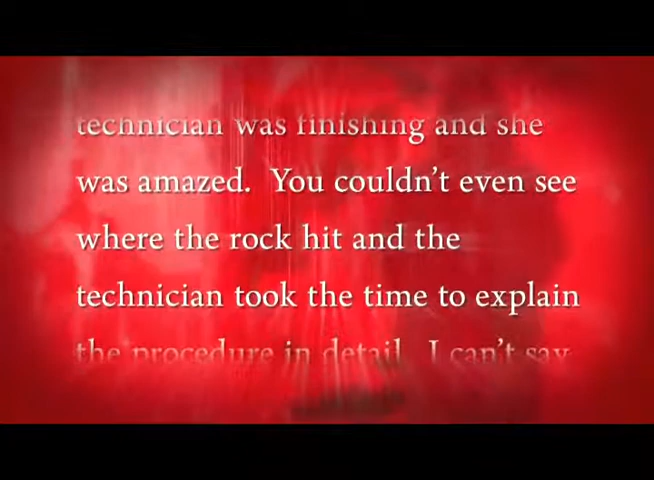 technician was finishing and she
was amazed.  You couldn't even see
where the rock hit and the
technician took the time to explain
the procedure in detail  I can't say